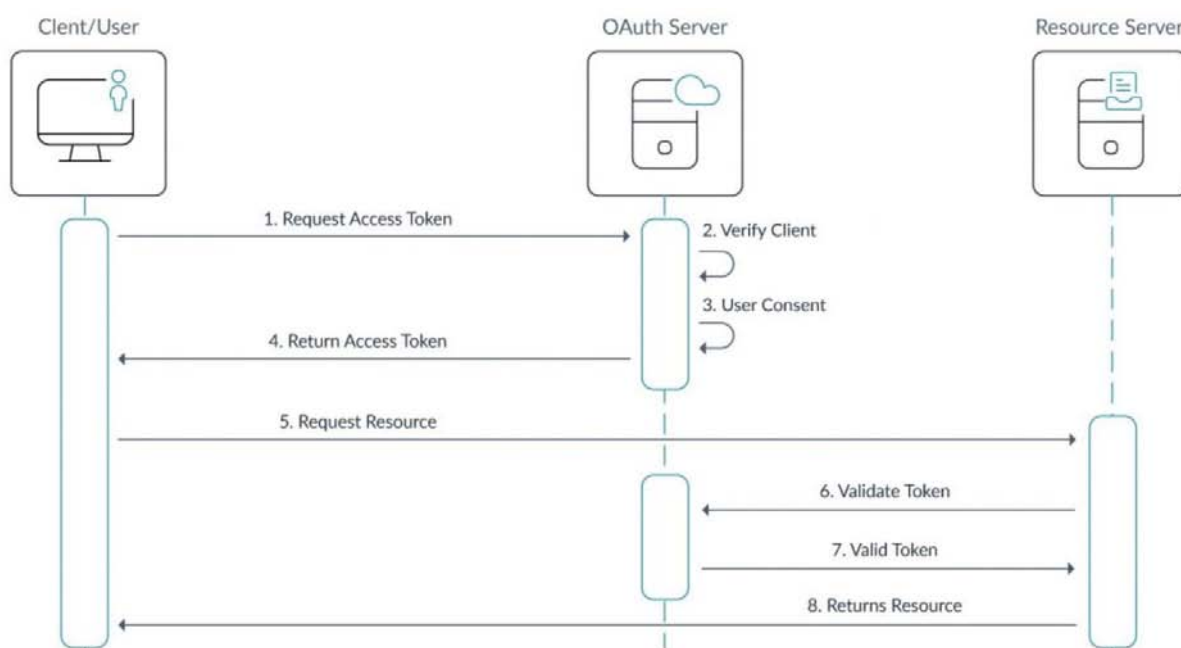 Clent/User
OAuth Server
Resource Server
1. Request Access Token
2. Verify Client
3. User Consent
4. Return Access Token
5. Request Resource
6. Validate Token
7. Valid Token
8. Returns Resource